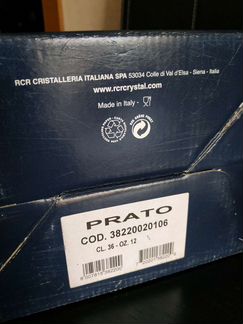 RCR CRISTALLERIA ITALIANA SPA 53034 Colle di Val d'Elsa - Siena - Italia
www.rcrcrystal.com
Made in Italy -
PRATO
COD. 38220020106
CL. 36 - OZ. 12